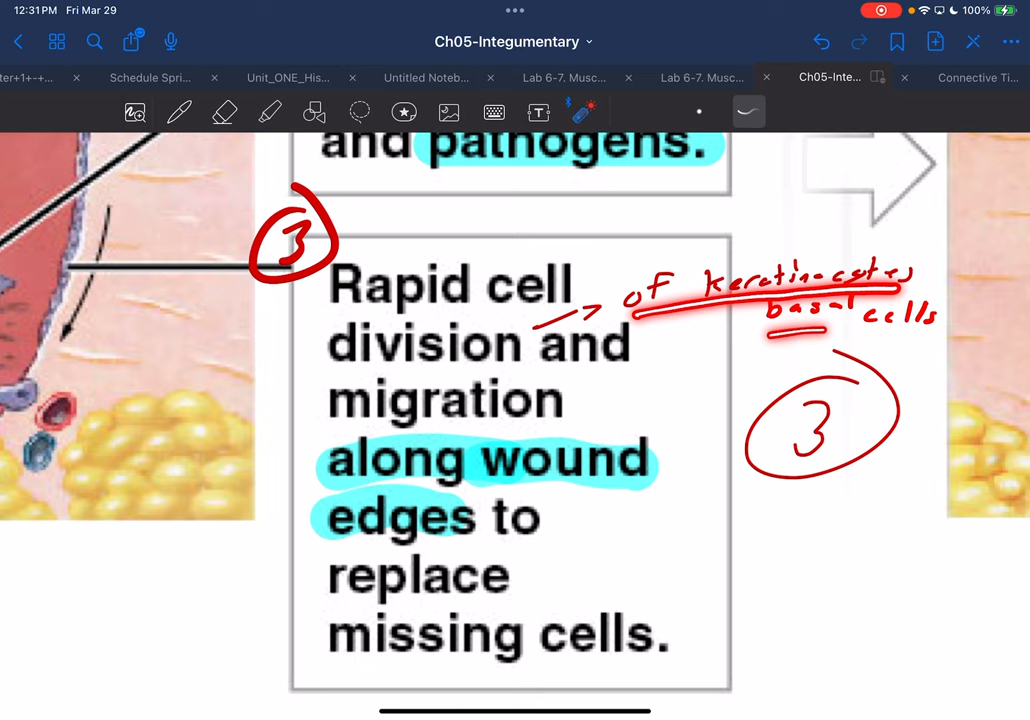 12:31 PM Fri Mar 29
100%
Ch05-Integumentary
ter+1+-+...
Schedule Spri...
Unit_ONE_His...
Untitled Noteb...
Lab 6-7. Musc...
Lab 6-7. Musc...
Ch05-Inte...
Connective Ti...
and pathogens.
3
Rapid cell
division and
migration
along wound
edges to
replace
missing cells.
of keratinocytes
basal cells
3